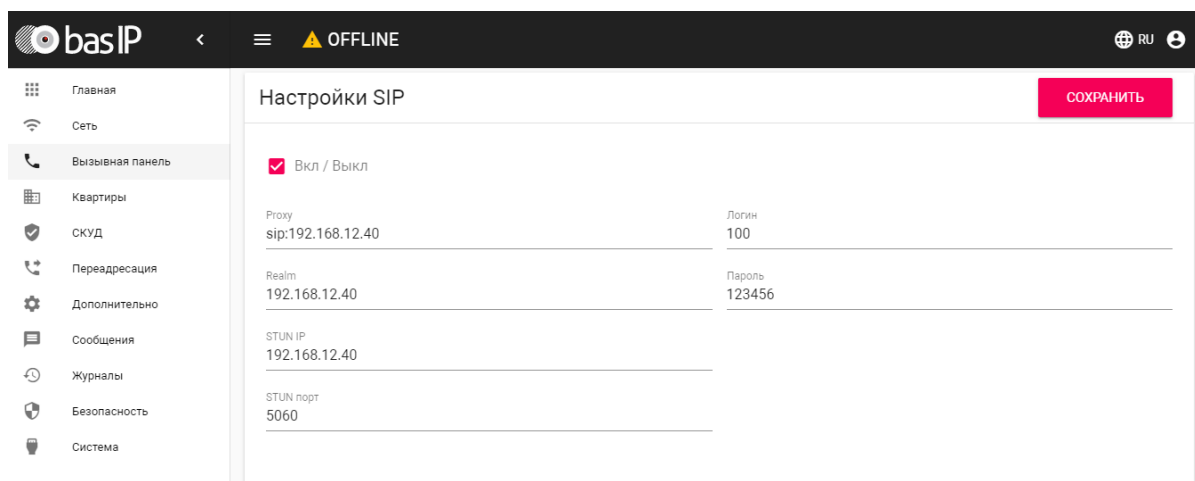 bas IP
OFFLINE
RU
Главная
Сеть
Вызывная панель
Квартиры
СКУД
Переадресация
Дополнительно
Сообщения
Журналы
Безопасность
Система
Настройки SIP
СОХРАНИТЬ
Вкл / Выкл
Proxy
sip:192.168.12.40
Логин
100
Realm
192.168.12.40
Пароль
123456
STUN IP
192.168.12.40
STUN порт
5060